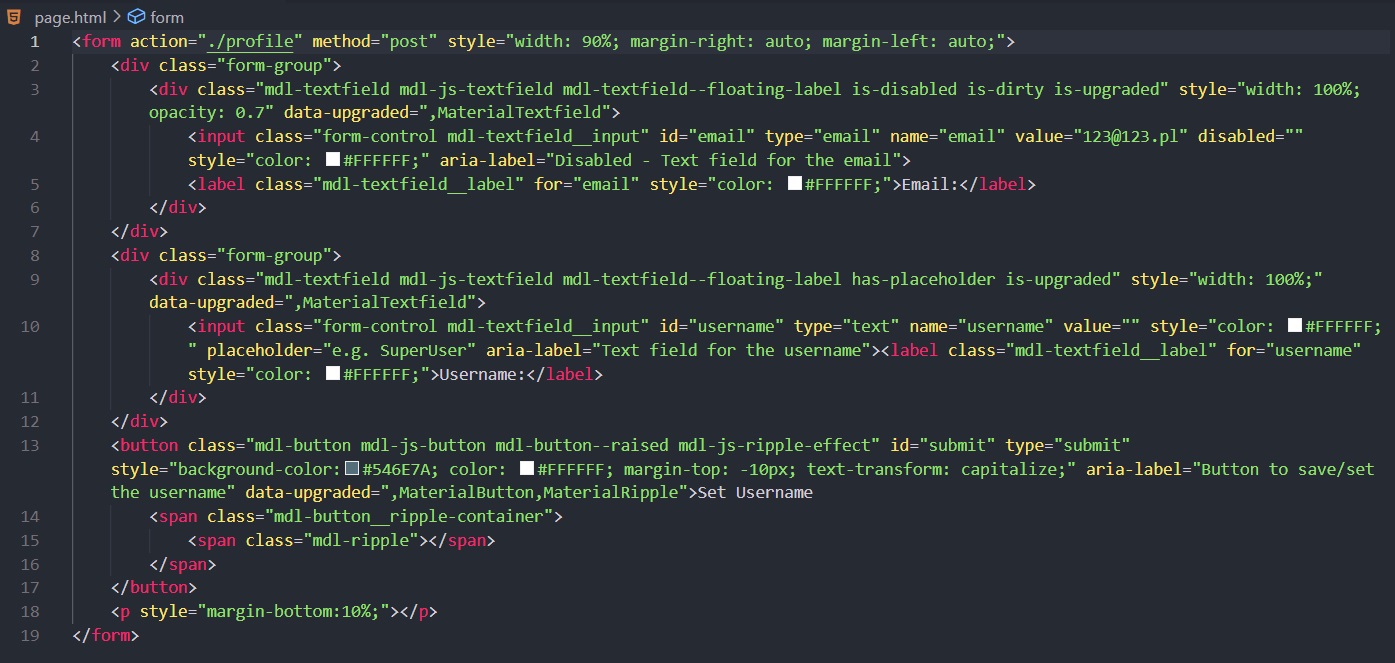 page.html > form
1 <form action="./profile" method="post" style="width: 90%; margin-right: auto; margin-left: auto;">
2 <div class="form-group">
3 <div class="mdl-textfield mdl-js-textfield mdl-textfield--floating-label is-disabled is-dirty is-upgraded" style="width: 100%;
opacity: 0.7" data-upgraded=",MaterialTextfield">
4 <input class="form-control mdl-textfield__input" id="email" type="email" name="email" value="123@123.pl" disabled=""
style="color: #FFFFFF;" aria-label="Disabled - Text field for the email">
5 <label class="mdl-textfield__label" for="email" style="color: #FFFFFF;">Email:</label>
6 </div>
7 </div>
8 <div class="form-group">
9 <div class="mdl-textfield mdl-js-textfield mdl-textfield--floating-label has-placeholder is-upgraded" style="width: 100%;"
data-upgraded=",MaterialTextfield">
10 <input class="form-control mdl-textfield__input" id="username" type="text" name="username" value="" style="color: #FFFFFF;
" placeholder="e.g. SuperUser" aria-label="Text field for the username"><label class="mdl-textfield__label" for="username"
style="color: #FFFFFF;">Username:</label>
11 </div>
12 </div>
13 <button class="mdl-button mdl-js-button mdl-button--raised mdl-js-ripple-effect" id="submit" type="submit"
style="background-color: #546E7A; color: #FFFFFF; margin-top: -10px; text-transform: capitalize;" aria-label="Button to save/set
the username" data-upgraded=",MaterialButton,MaterialRipple">Set Username
14 <span class="mdl-button__ripple-container">
15 <span class="mdl-ripple"></span>
16 </span>
17 </button>
18 <p style="margin-bottom:10%;"></p>
19 </form>